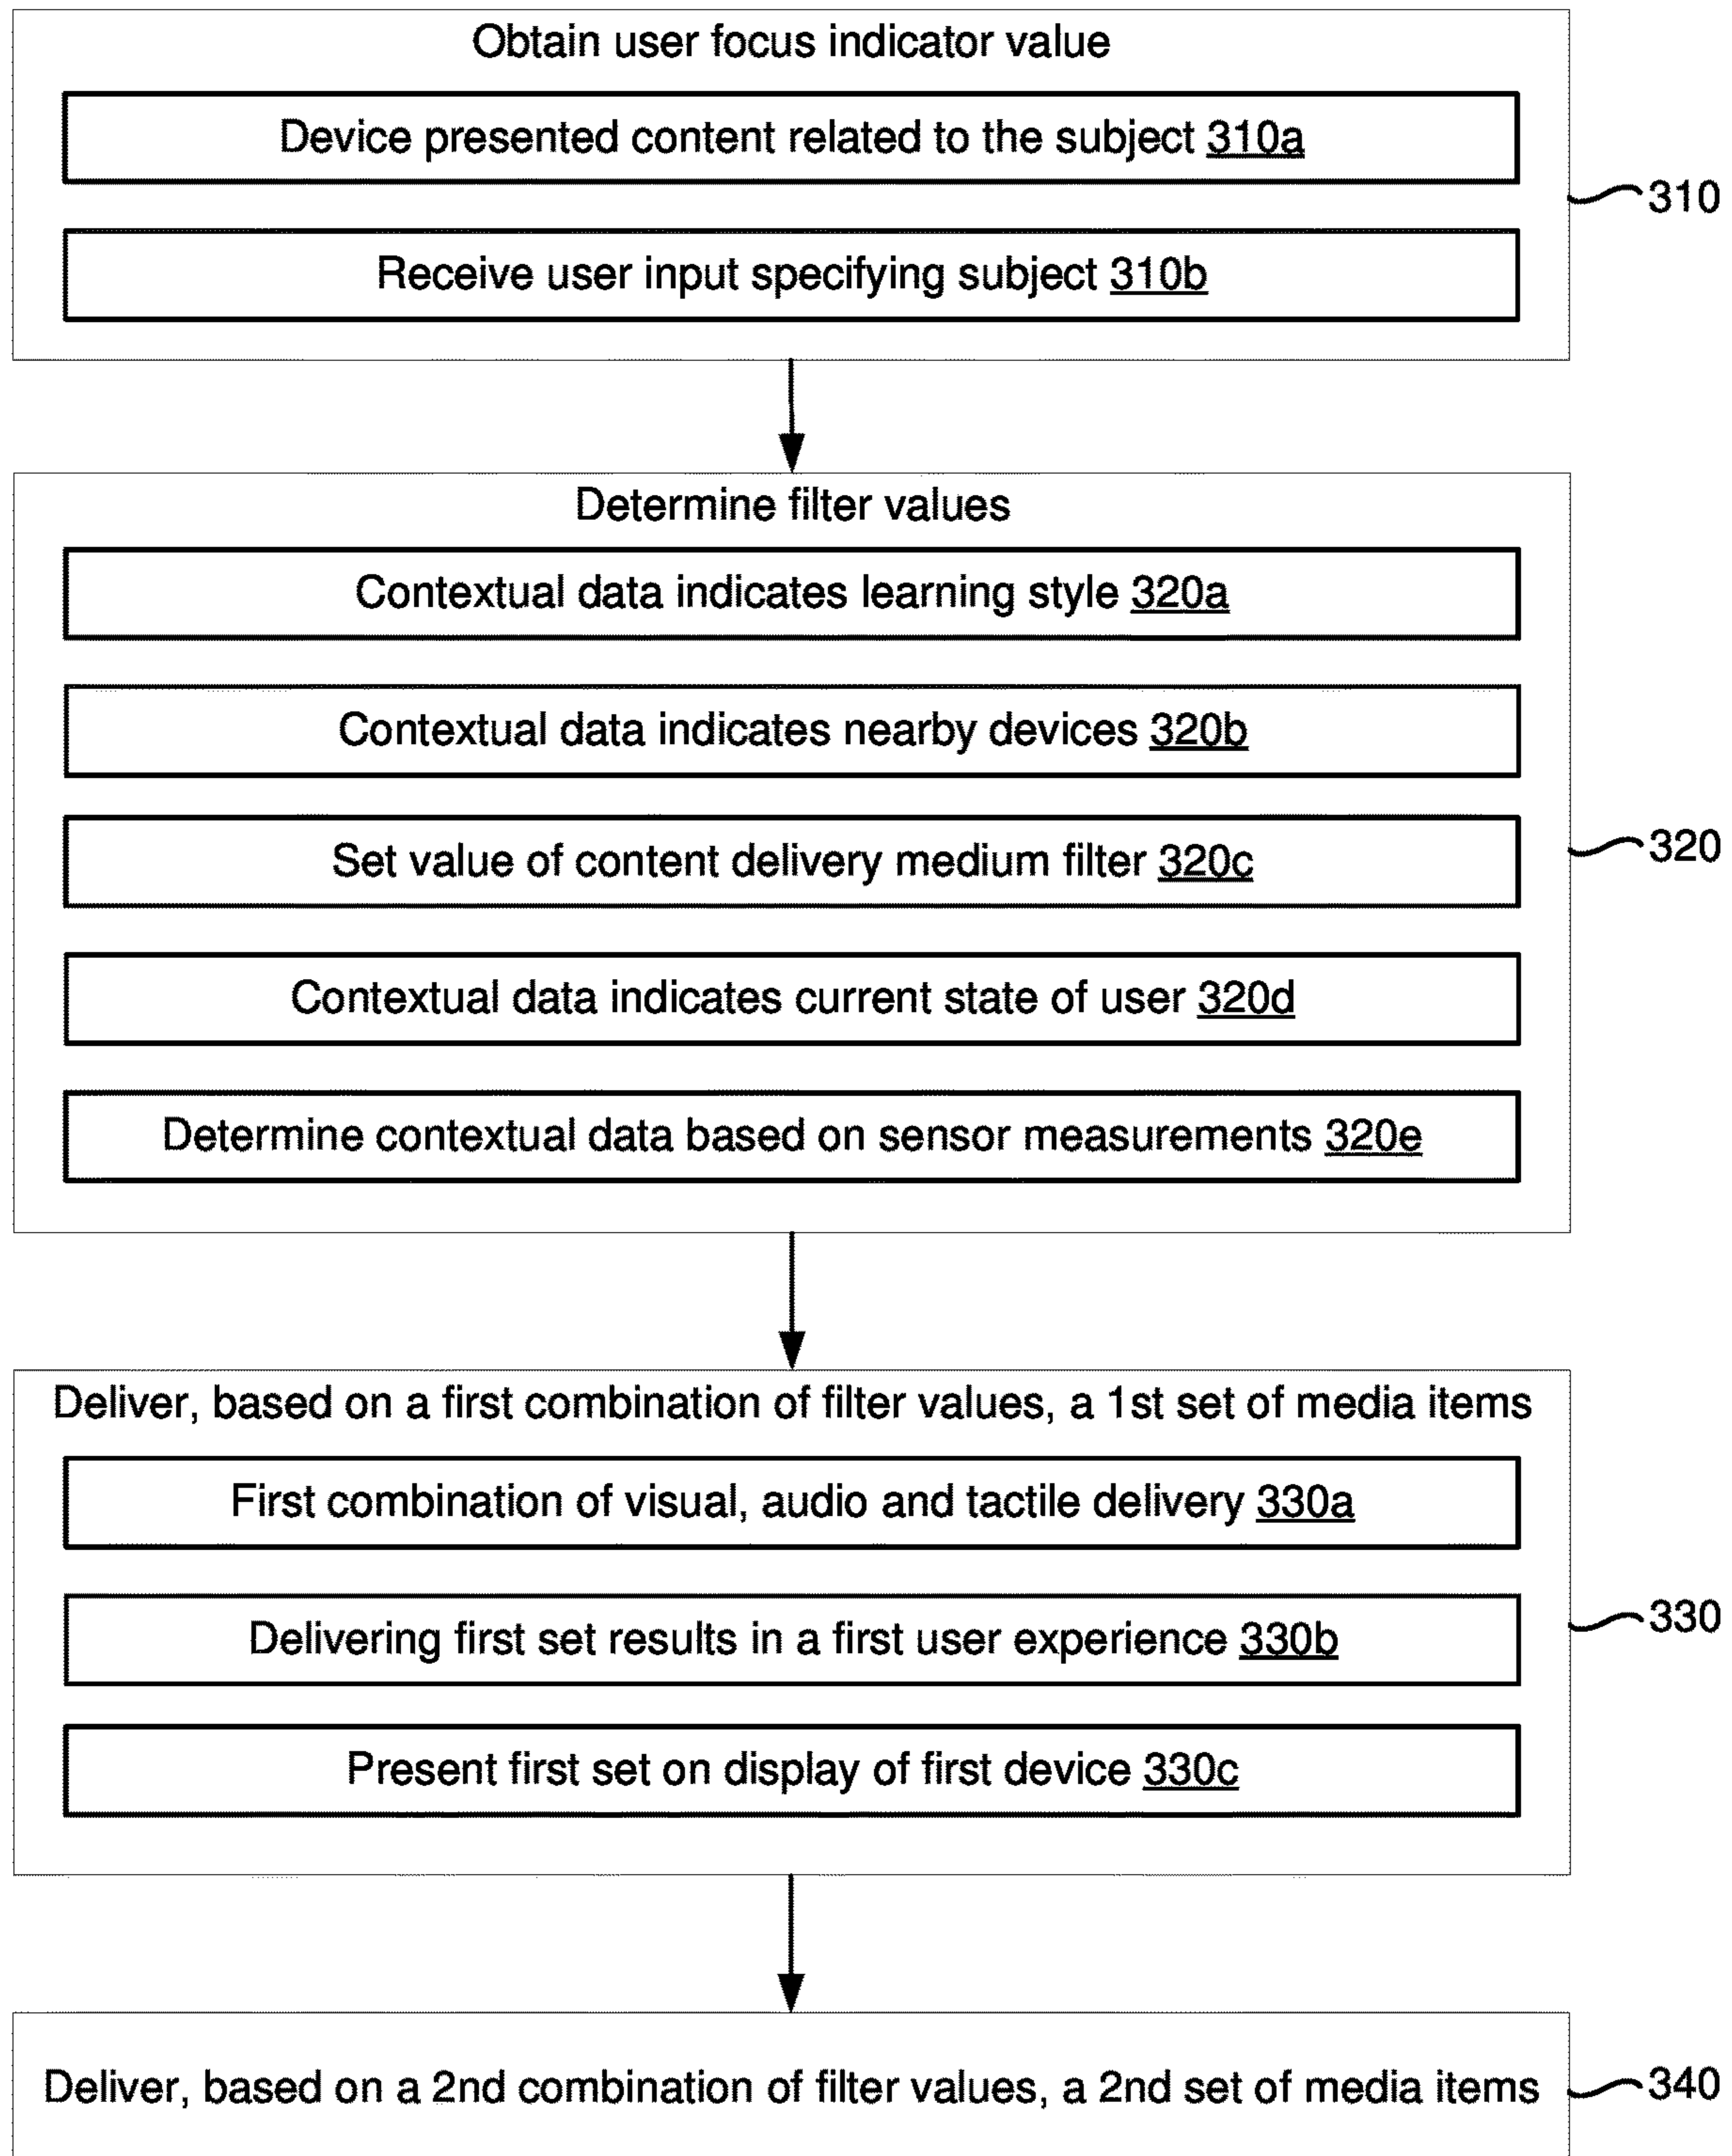 Obtain user focus indicator value
Device presented content related to the subject 310a
310
Receive user input specifying subject 310b
Determine filter values
Contextual data indicates learning style 320a
Contextual data indicates nearby devices 320b
Set value of content delivery medium filter 320c
320
Contextual data indicates current state of user 320d
Determine contextual data based on sensor measurements 320e
Deliver, based on a first combination of filter values, a 1st set of media items
First combination of visual, audio and tactile delivery 330a
Delivering first set results in a first user experience 330b
330
Present first set on display of first device 330c
Deliver, based on a 2nd combination of filter values, a 2nd set of media items
340